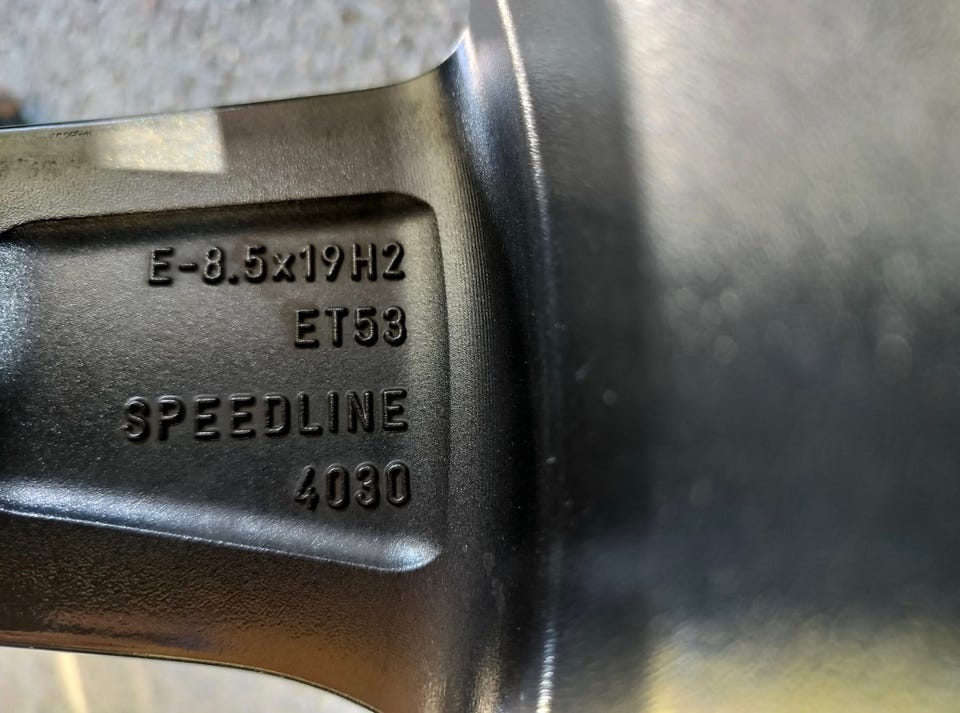 E-8.5x19H2
ET53
SPEEDLINE
4030